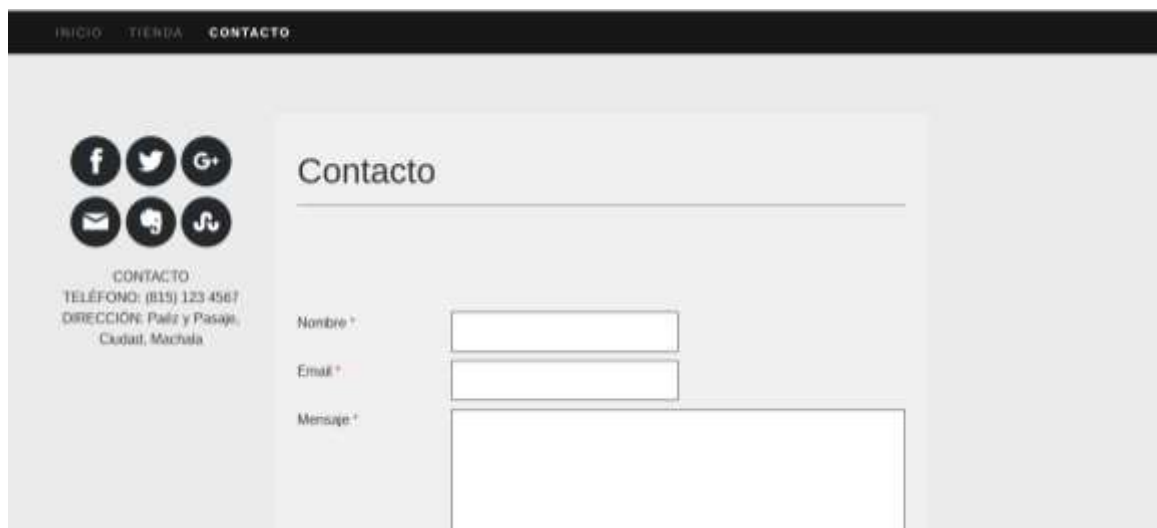 INICIO TIENDA CONTACTO
Contacto
CONTACTO
TELÉFONO: (815) 123 4567
DIRECCIÓN: Paéz y Pasaje,
Ciudad, Machala
Nombre *
Email *
Mensaje *